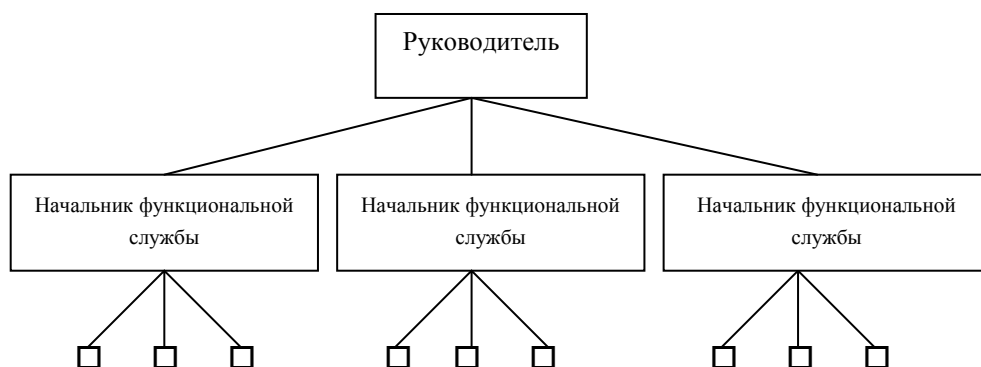 Руководитель
Начальник функциональной
службы
Начальник функциональной
службы
Начальник функциональной
службы